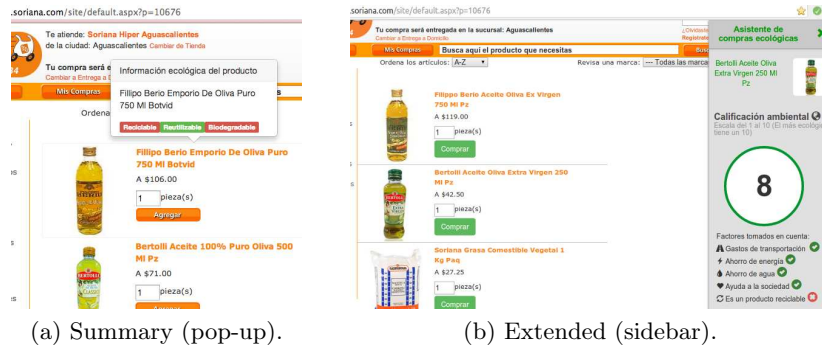 .soriana.com/site/default.aspx?p=10676
Te atiende: Soriana Híper Aguascalientes
de la ciudad: Aguascalientes Cambiar de Tienda
Tu compra será e
Cambiar a Entrega a D
Información ecológica del producto
Fillipo Berio Emporio De Oliva Puro
750 Ml Botvid
Reciclable Reutilizable Biodegradable
Mis Compras
Ordena
Fillipo Berio Emporio De Oliva Puro
750 Ml Botvid
A $106.00
1 pieza(s)
Agregar
Bertolli Aceite 100% Puro Oliva 500
Ml Pz
A $71.00
1 pieza(s)
(a) Summary (pop-up).
soriana.com/site/default.aspx?p=10676
Tu compra será entregada en la sucursal: Aguascalientes
Cambiar a Entrega a Domicilio
¿Olvidaste
Regístrate
Mis Compras Busca aquí el producto que necesitas Bus
Ordena los artículos: A-Z Revisa una marca: --- Todas las marca
Filippo Berio Aceite Oliva Ex Virgen
750 Ml Pz
A $119.00
1 pieza(s)
Comprar
Bertolli Aceite Oliva Extra Virgen 250
Ml Pz
A $42.50
1 pieza(s)
Comprar
Soriana Grasa Comestible Vegetal 1
Kg Paq
A $27.25
1 pieza(s)
Comprar
Asistente de
compras ecológicas
Bertolli Aceite Oliva
Extra Virgen 250 Ml
Pz
Calificación ambiental
Escala del 1 al 10 (El más ecológico
tiene un 10)
8
Factores tomados en cuenta:
Gastos de transportación
Ahorro de energía
Ahorro de agua
Ayuda a la sociedad
Es un producto reciclable
(b) Extended (sidebar).